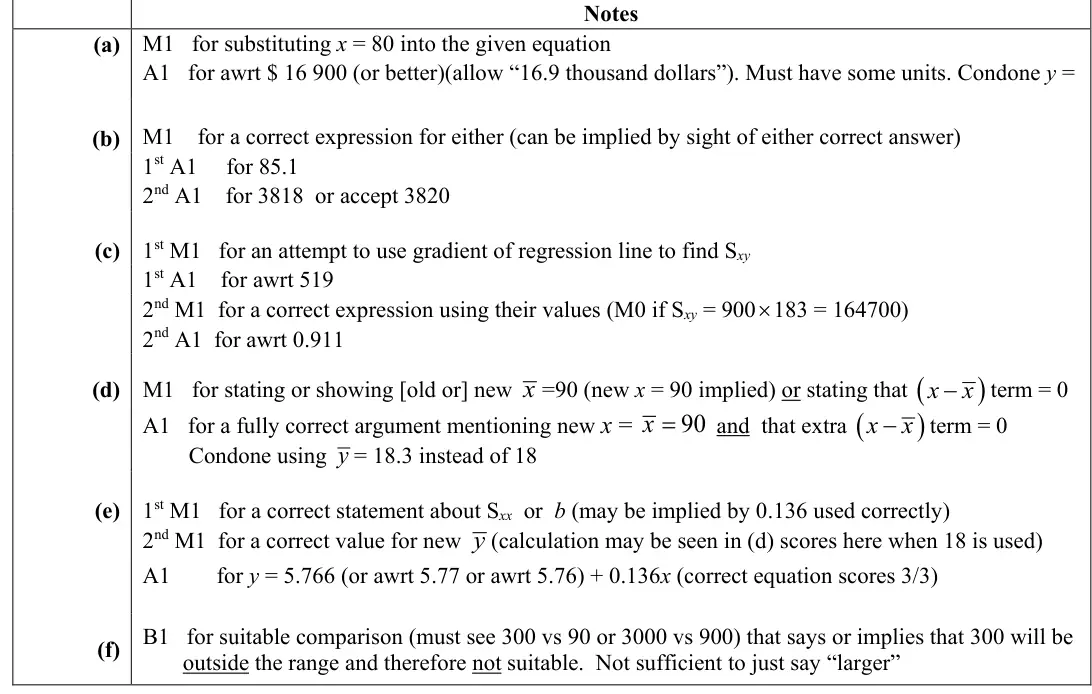 Notes
(a) M1 for substituting x = 80 into the given equation
A1 for awrt $ 16 900 (or better)(allow “16.9 thousand dollars”). Must have some units. Condone y =
(b) M1 for a correct expression for either (can be implied by sight of either correct answer)
1st A1 for 85.1
2nd A1 for 3818 or accept 3820
(c) 1st M1 for an attempt to use gradient of regression line to find Sxy
1st A1 for awrt 519
2nd M1 for a correct expression using their values (M0 if Sxy = 900×183 = 164700)
2nd A1 for awrt 0.911
(d) M1 for stating or showing [old or] new x̄ =90 (new x = 90 implied) or stating that (x − x̄) term = 0
A1 for a fully correct argument mentioning new x = x̄ = 90 and that extra (x − x̄) term = 0
Condone using ȳ = 18.3 instead of 18
(e) 1st M1 for a correct statement about Sxx or b (may be implied by 0.136 used correctly)
2nd M1 for a correct value for new ȳ (calculation may be seen in (d) scores here when 18 is used)
A1 for y = 5.766 (or awrt 5.77 or awrt 5.76) + 0.136x (correct equation scores 3/3)
(f) B1 for suitable comparison (must see 300 vs 90 or 3000 vs 900) that says or implies that 300 will be
outside the range and therefore not suitable. Not sufficient to just say “larger”